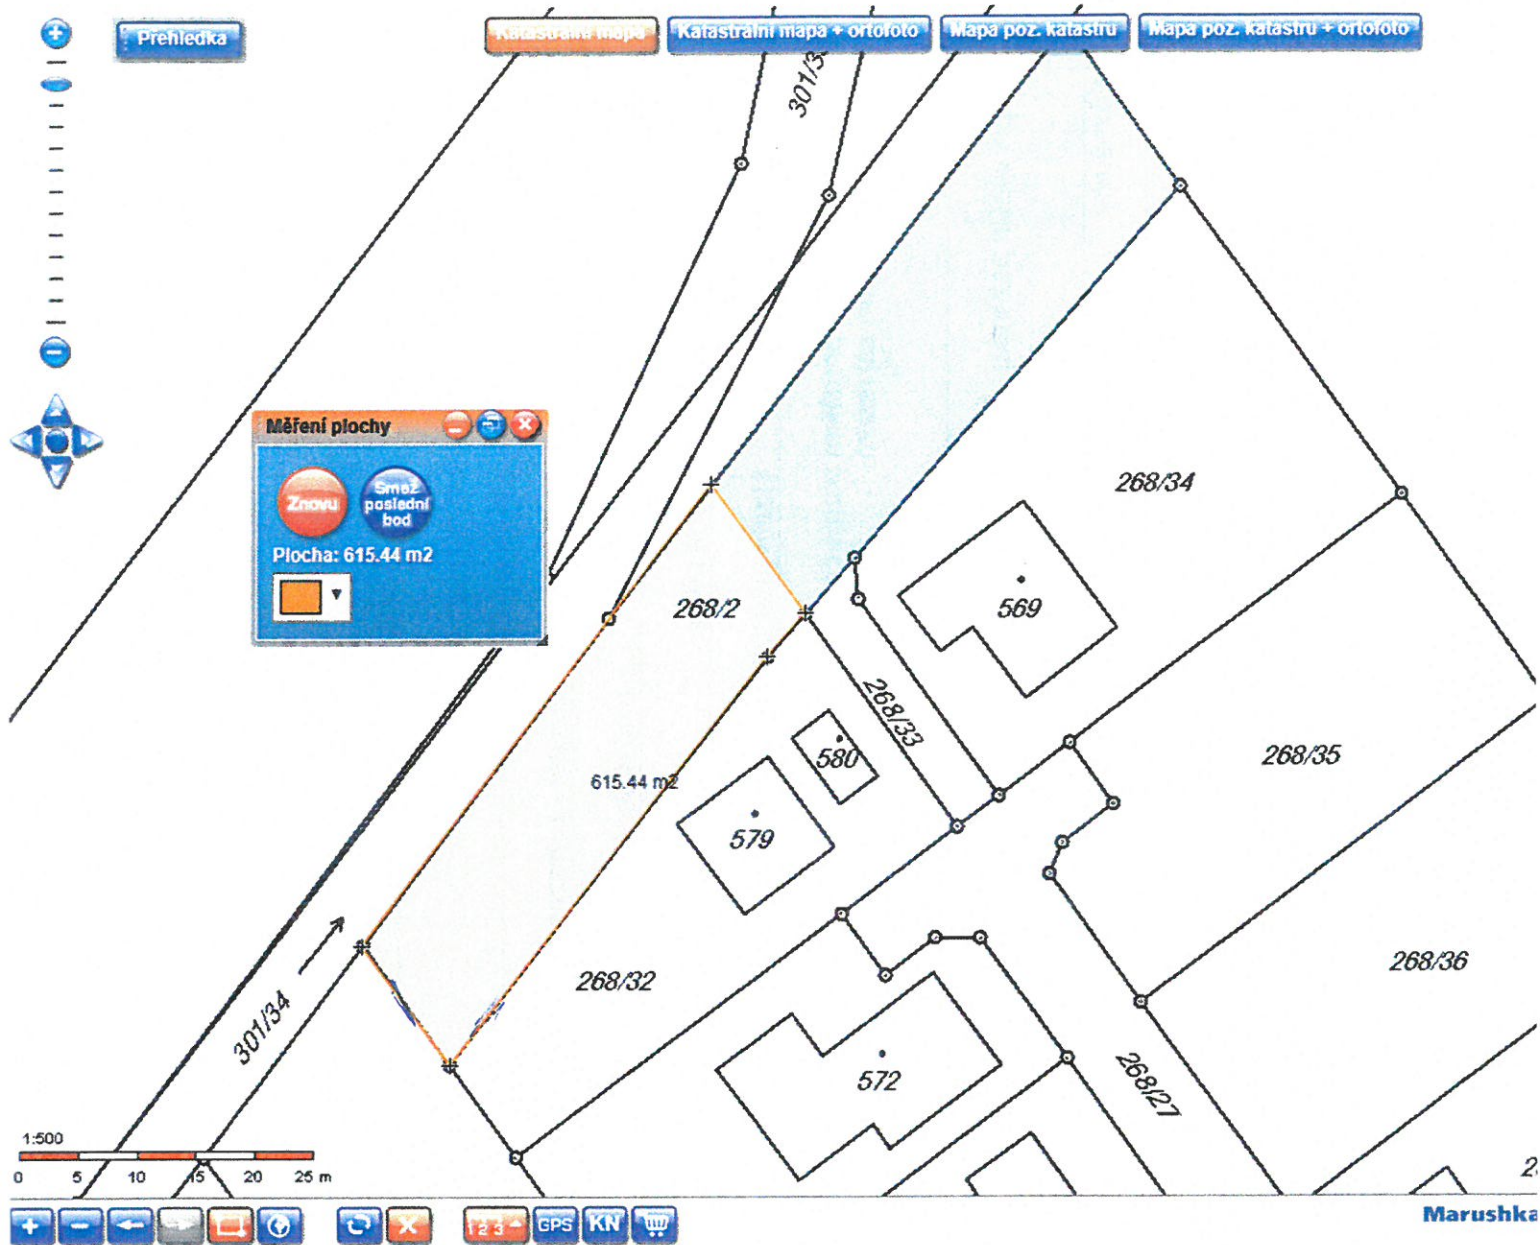 Přehledka
Katastrální mapa
Katastrální mapa + ortofoto
Mapa poz. katastru
Mapa poz. katastru + ortofoto
Měření plochy
Znovu
Smaž
poslední
bod
Plocha: 615.44 m2
268/34
268/2
569
268/33
580
268/35
615.44 m2
579
268/32
268/36
301/34
572
268/27
1:500
0 5 10 15 20 25 m
1 2 3
GPS
KN
Marushka